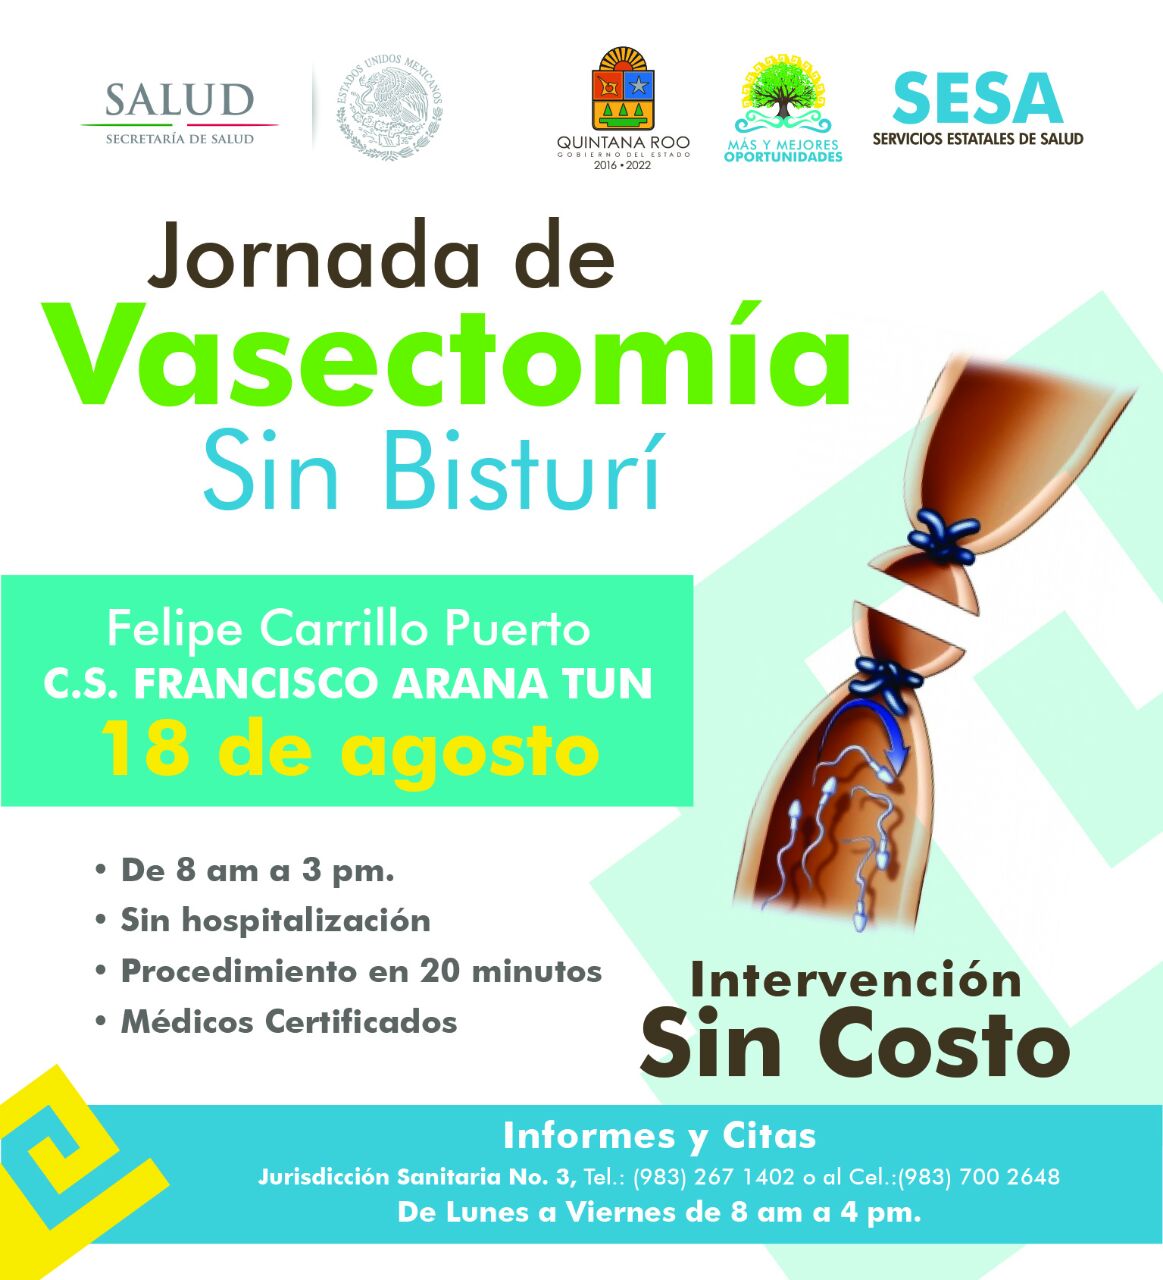 SALUD
SECRETARÍA DE SALUD
ESTADOS UNIDOS MEXICANOS
QUINTANA ROO
GOBIERNO DEL ESTADO
2016 • 2022
MÁS Y MEJORES
OPORTUNIDADES
SESA
SERVICIOS ESTATALES DE SALUD
Jornada de
Vasectomía
Sin Bisturí
Felipe Carrillo Puerto
C.S. FRANCISCO ARANA TUN
18 de agosto
• De 8 am a 3 pm.
• Sin hospitalización
• Procedimiento en 20 minutos
• Médicos Certificados
Intervención
Sin Costo
Informes y Citas
Jurisdicción Sanitaria No. 3, Tel.: (983) 267 1402 o al Cel.:(983) 700 2648
De Lunes a Viernes de 8 am a 4 pm.